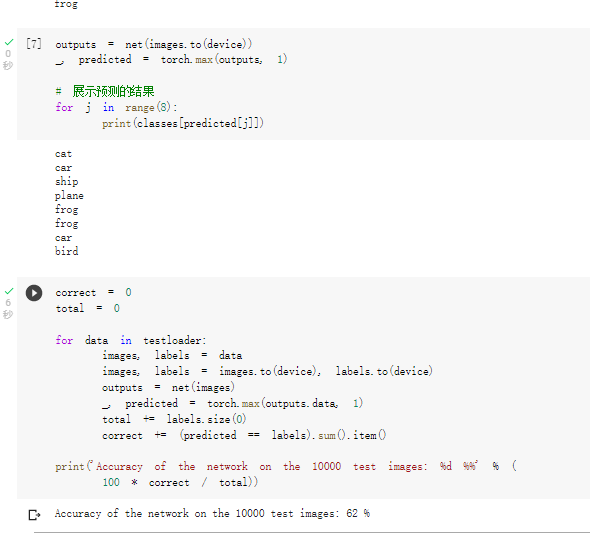 frog
[7] outputs = net(images.to(device))
_, predicted = torch.max(outputs, 1)
# 展示预测的结果
for j in range(8):
print(classes[predicted[j]])
0
秒
cat
car
ship
plane
frog
frog
car
bird
6
秒
correct = 0
total = 0
for data in testloader:
images, labels = data
images, labels = images.to(device), labels.to(device)
outputs = net(images)
_, predicted = torch.max(outputs.data, 1)
total += labels.size(0)
correct += (predicted == labels).sum().item()
print('Accuracy of the network on the 10000 test images: %d %%' % (
100 * correct / total))
Accuracy of the network on the 10000 test images: 62 %